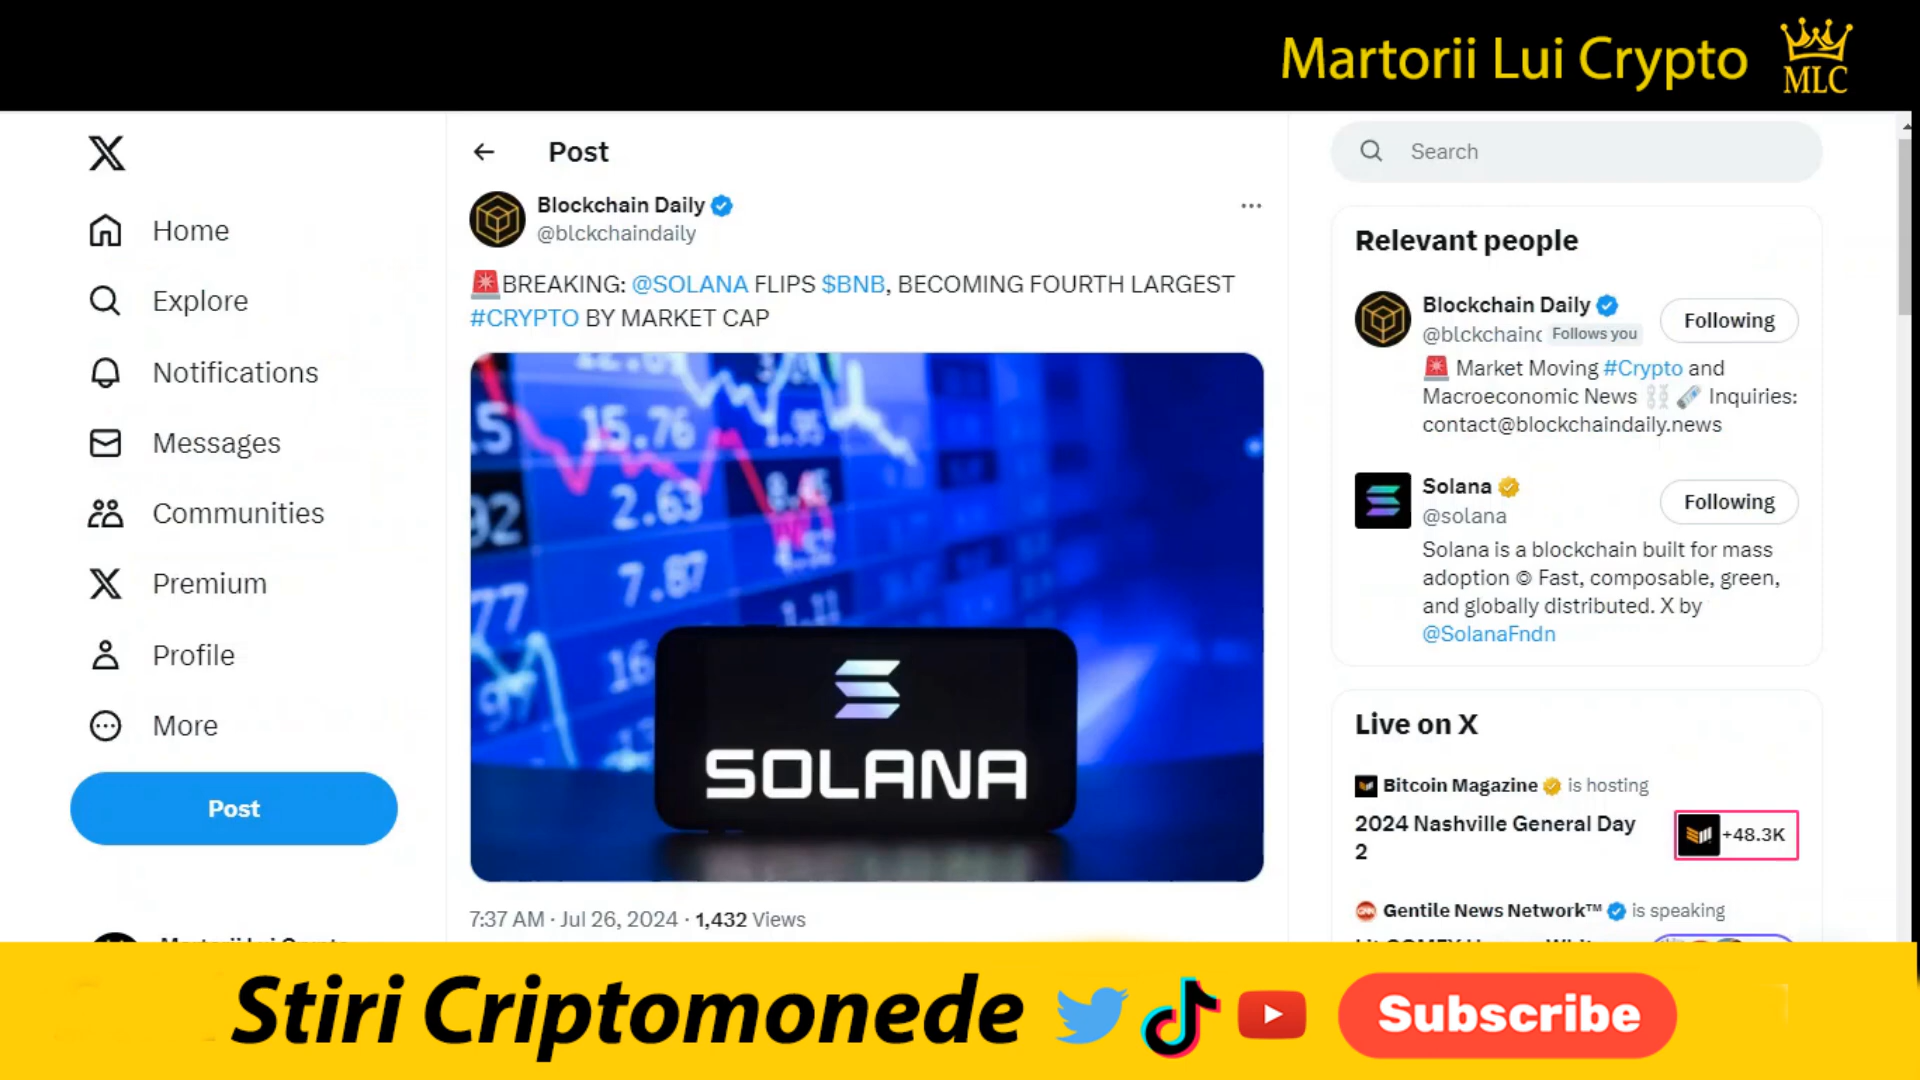 Martorii Lui Crypto
MLC
Home
Explore
Notifications
Messages
Communities
Premium
Profile
More
Post
Post
Blockchain Daily
@blckchaindaily
🚨BREAKING: @SOLANA FLIPS $BNB, BECOMING FOURTH LARGEST
#CRYPTO BY MARKET CAP
15.76
2.63
7.87
SOLANA
7:37 AM · Jul 26, 2024 · 1,432 Views
Search
Relevant people
Blockchain Daily
@blckchainc Follows you
Following
🚨 Market Moving #Crypto and
Macroeconomic News ⛓️ 🗞️ Inquiries:
contact@blockchaindaily.news
Solana
@solana
Following
Solana is a blockchain built for mass
adoption © Fast, composable, green,
and globally distributed. X by
@SolanaFndn
Live on X
Bitcoin Magazine is hosting
2024 Nashville General Day
2
+48.3K
Gentile News Network™ is speaking
Stiri Criptomonede
Subscribe